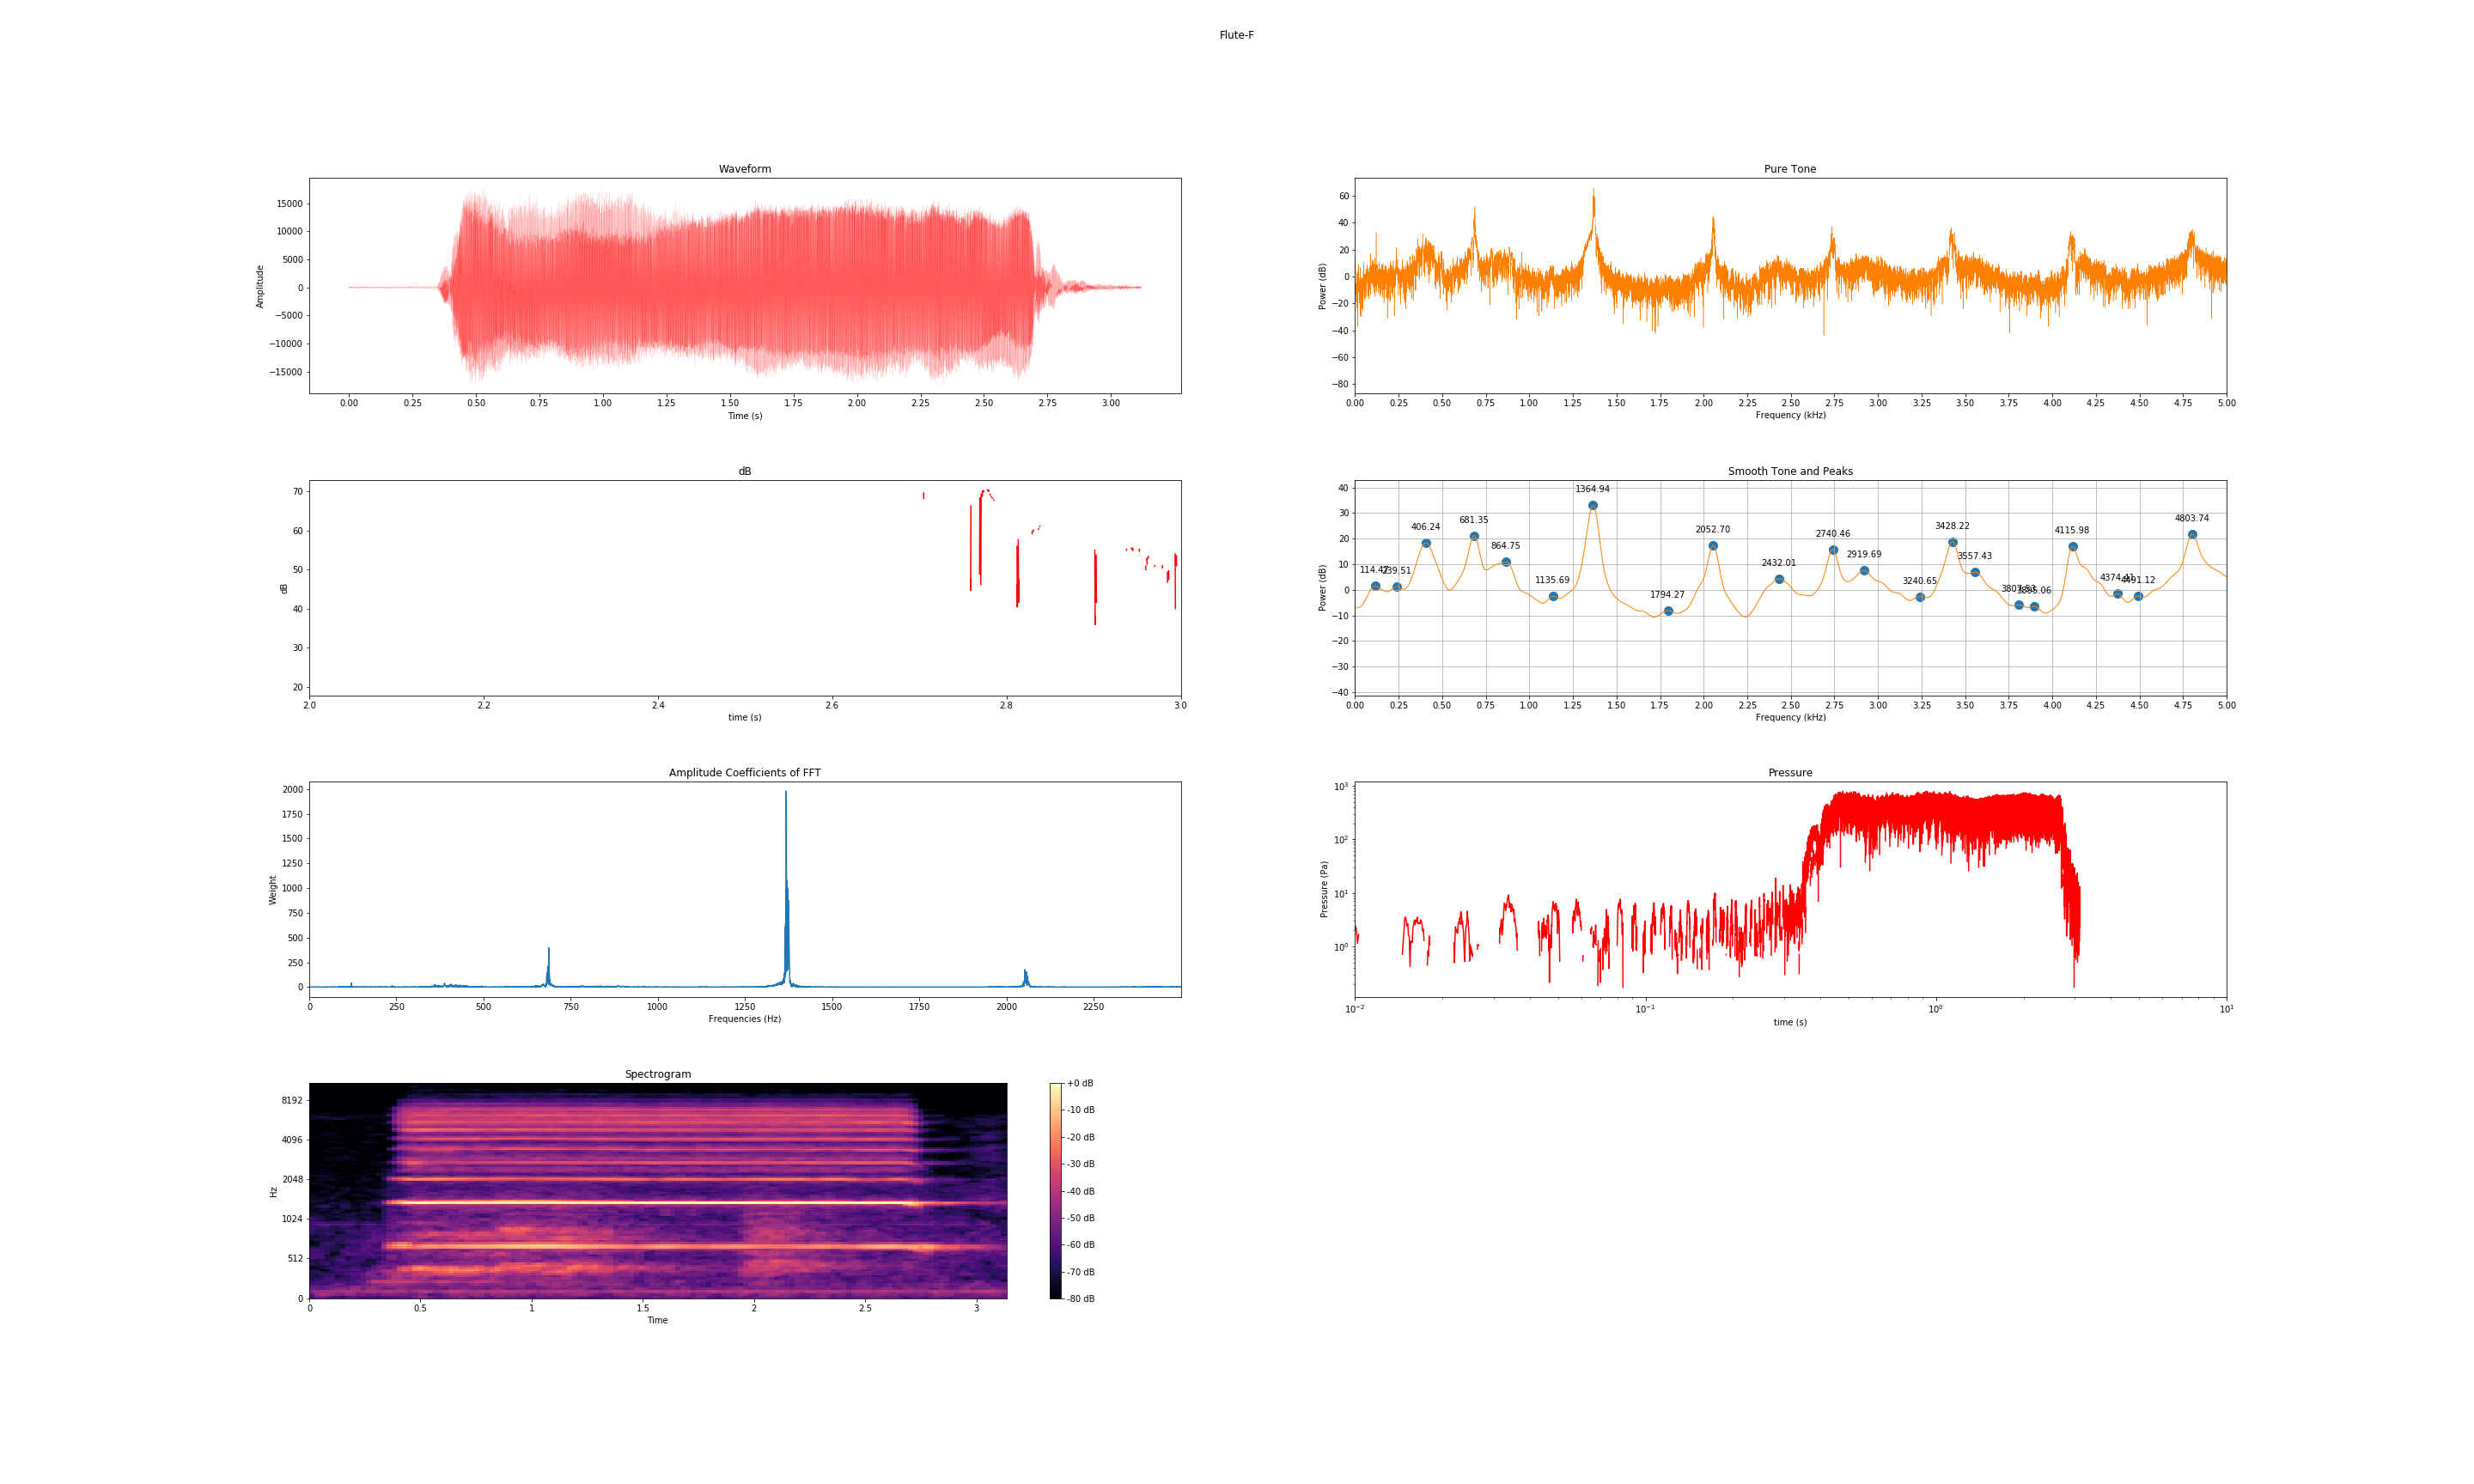 Flute-F
Waveform
15000
10000
5000
0
−5000
−10000
−15000
Amplitude
0.00 0.25 0.50 0.75 1.00 1.25 1.50 1.75 2.00 2.25 2.50 2.75 3.00
Time (s)
Pure Tone
60
40
20
0
−20
−40
−60
−80
Power (dB)
0.00 0.25 0.50 0.75 1.00 1.25 1.50 1.75 2.00 2.25 2.50 2.75 3.00 3.25 3.50 3.75 4.00 4.25 4.50 4.75 5.00
Frequency (kHz)
dB
70
60
50
40
30
20
dB
2.0 2.2 2.4 2.6 2.8 3.0
time (s)
Smooth Tone and Peaks
40
30
20
10
0
−10
−20
−30
−40
Power (dB)
114.47 239.51 406.24 681.35 864.75 1135.69 1364.94 1794.27 2052.70 2432.01 2740.46 2919.69 3240.65 3428.22 3557.43 4115.98 4803.74
0.00 0.25 0.50 0.75 1.00 1.25 1.50 1.75 2.00 2.25 2.50 2.75 3.00 3.25 3.50 3.75 4.00 4.25 4.50 4.75 5.00
Frequency (kHz)
Amplitude Coefficients of FFT
2000
1750
1500
1250
1000
750
500
250
0
Weight
0 250 500 750 1000 1250 1500 1750 2000 2250
Frequencies (Hz)
Pressure
10³
10²
10¹
10⁰
Pressure (Pa)
10⁻² 10⁻¹ 10⁰ 10¹
time (s)
Spectrogram
8192
4096
2048
1024
512
0
Hz
0 0.5 1 1.5 2 2.5 3
Time
+0 dB
-10 dB
-20 dB
-30 dB
-40 dB
-50 dB
-60 dB
-70 dB
-80 dB